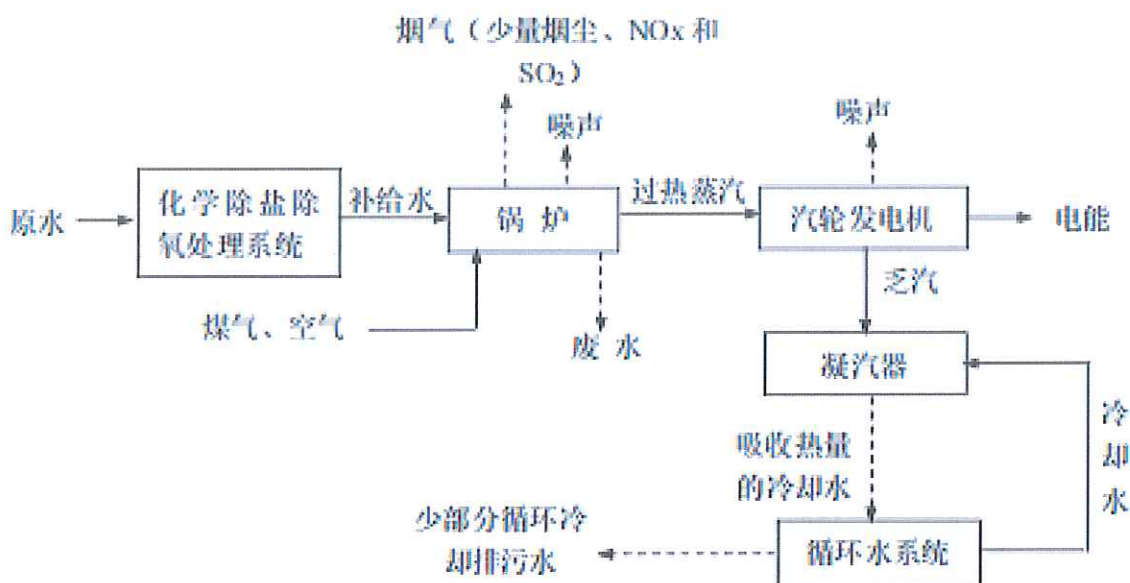 烟气（少量烟尘、NOx 和
SO₂）
噪声
噪声
原水
化学除盐除
氧处理系统
补给水
锅 炉
过热蒸汽
汽轮发电机
电能
煤气、空气
废 水
乏汽
凝汽器
吸收热量
的冷却水
冷
却
水
少部分循环冷
却排污水
循环水系统